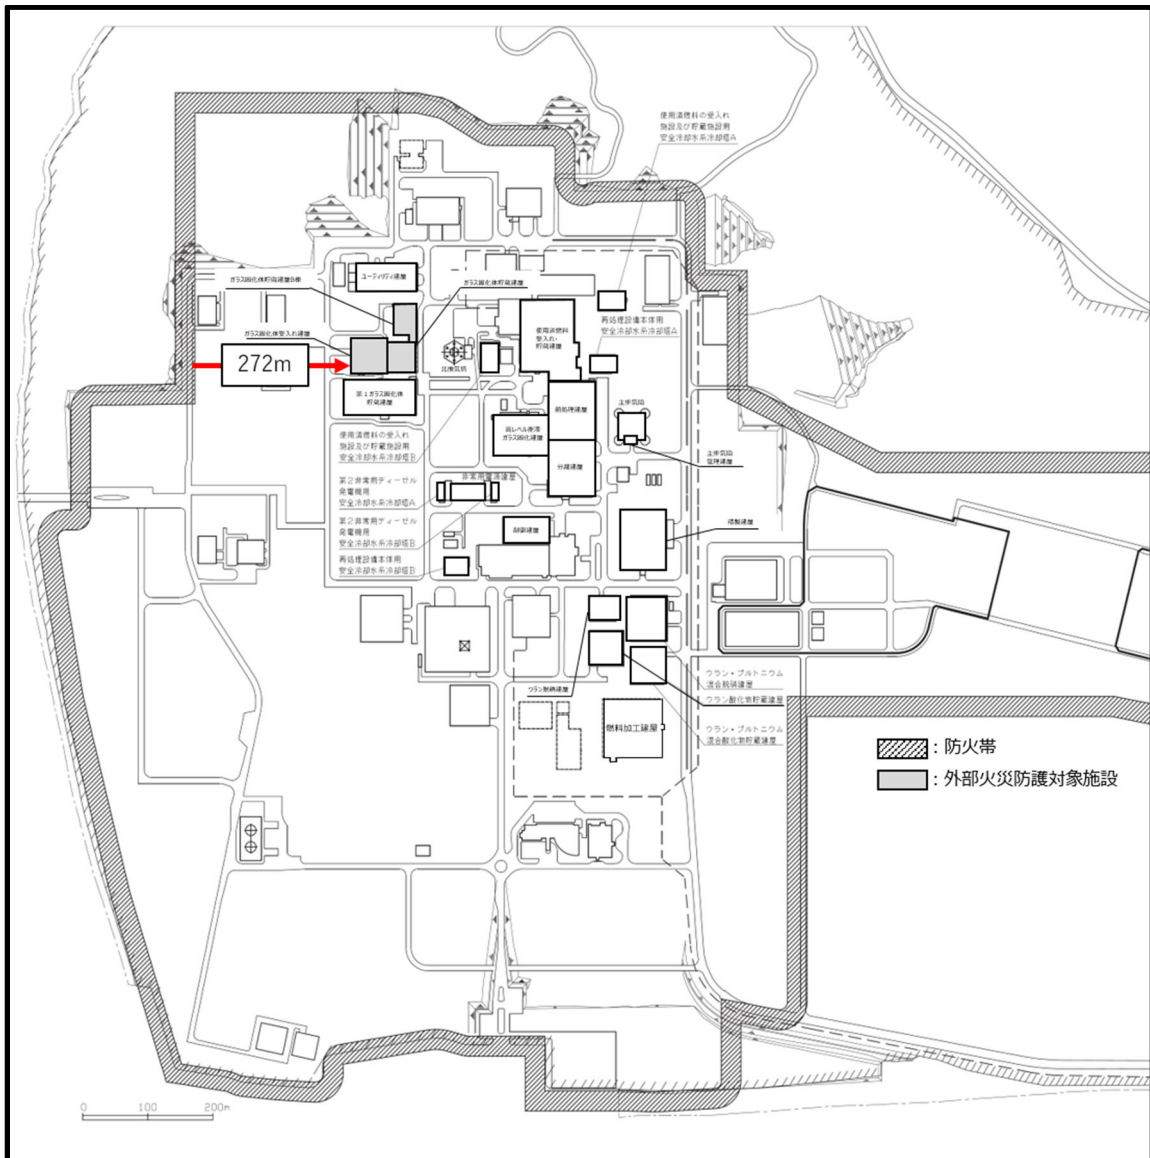 使用済燃料の受入れ
施設及び貯蔵施設用
安全冷却水系冷却塔A
ユーティリティ建屋
ガラス固化体貯蔵建屋B棟
ガラス固化体貯蔵建屋
ガラス固化体受入れ建屋
272m
第1ガラス固化体
貯蔵建屋
北換気筒
使用済燃料
受入れ・
貯蔵建屋
再処理設備本体用
安全冷却水系冷却塔A
前処理建屋
主排気筒
高レベル廃液
ガラス固化建屋
分離建屋
主排気筒
管理建屋
使用済燃料の受入れ
施設及び貯蔵施設用
安全冷却水系冷却塔B
第2非常用ディーゼル
発電機用
安全冷却水系冷却塔A
非常用電源建屋
第2非常用ディーゼル
発電機用
安全冷却水系冷却塔B
再処理設備本体用
安全冷却水系冷却塔B
制御建屋
精製建屋
ウラン脱硝建屋
ウラン・プルトニウム
混合脱硝建屋
ウラン酸化物貯蔵建屋
ウラン・プルトニウム
混合酸化物貯蔵建屋
燃料加工建屋
：防火帯
：外部火災防護対象施設
0 100 200m